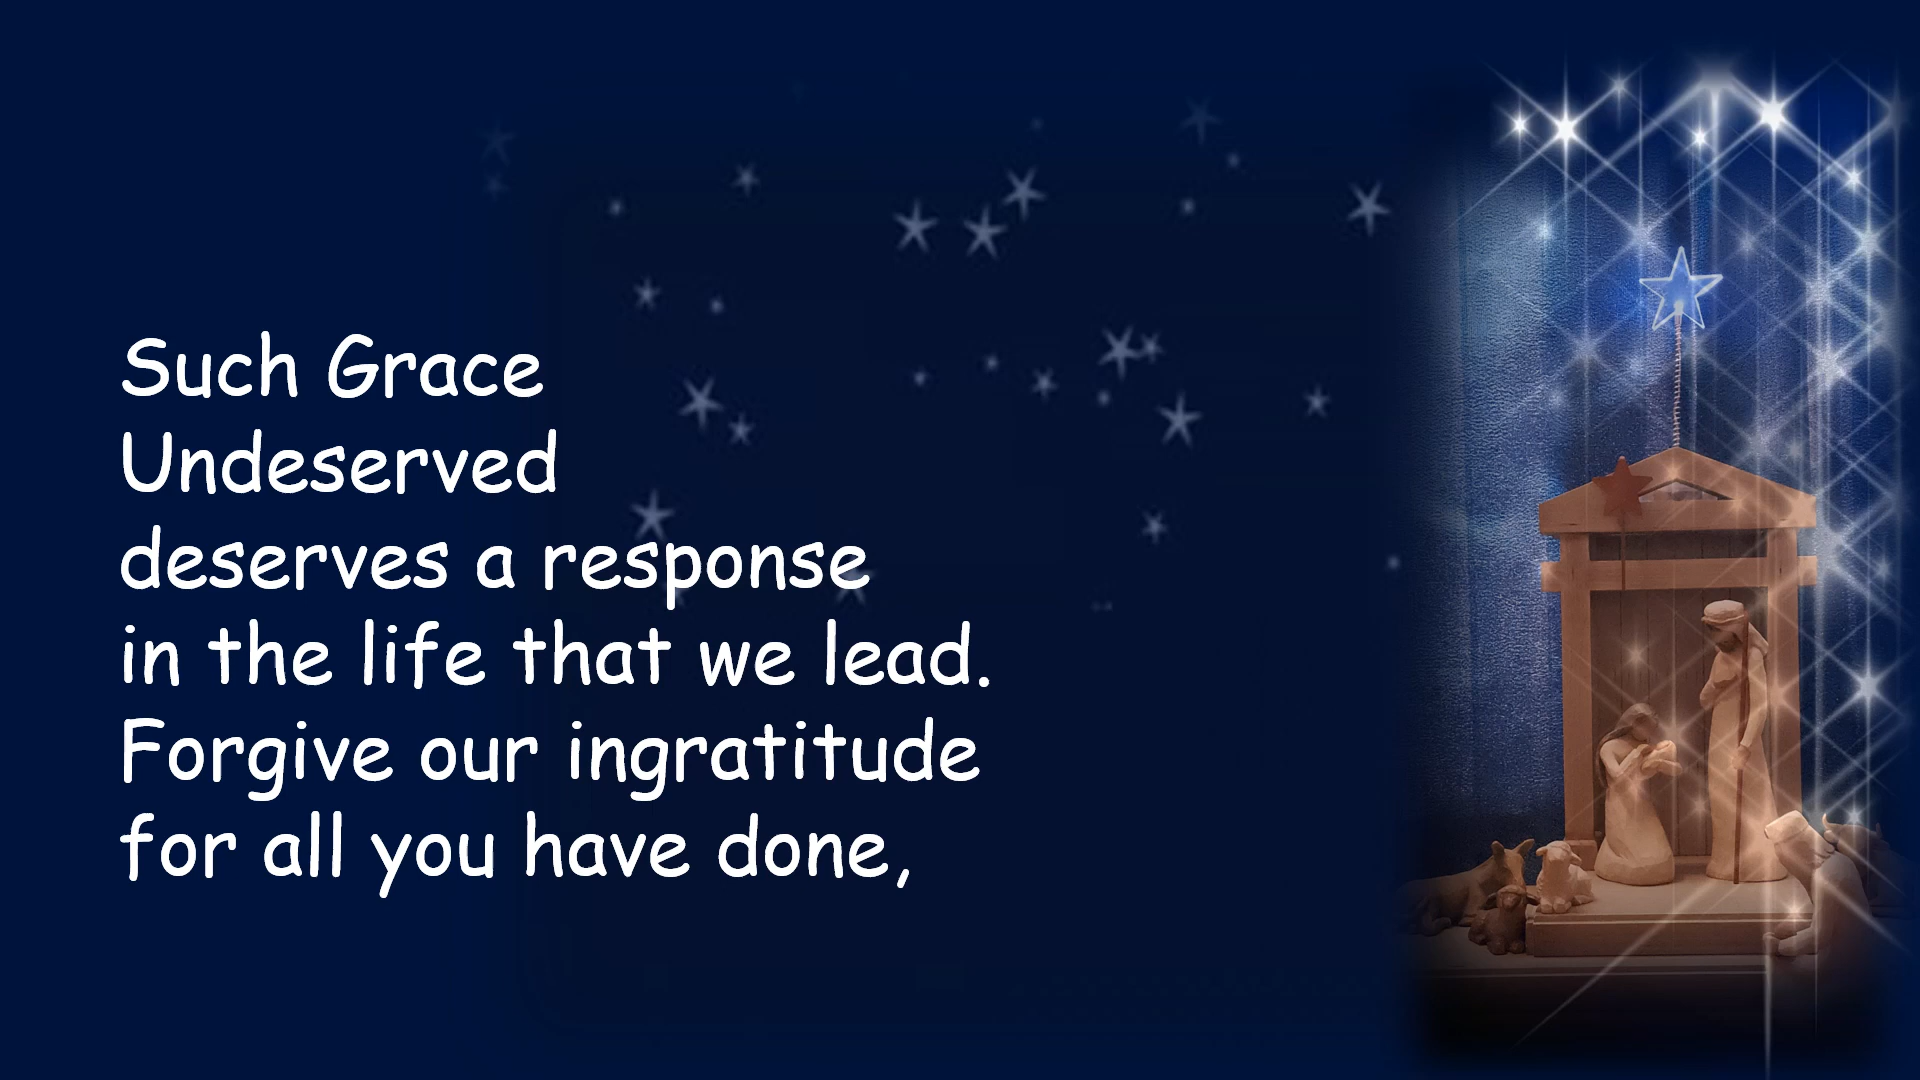 Such Grace
Undeserved
deserves a response
in the life that we lead.
Forgive our ingratitude
for all you have done,